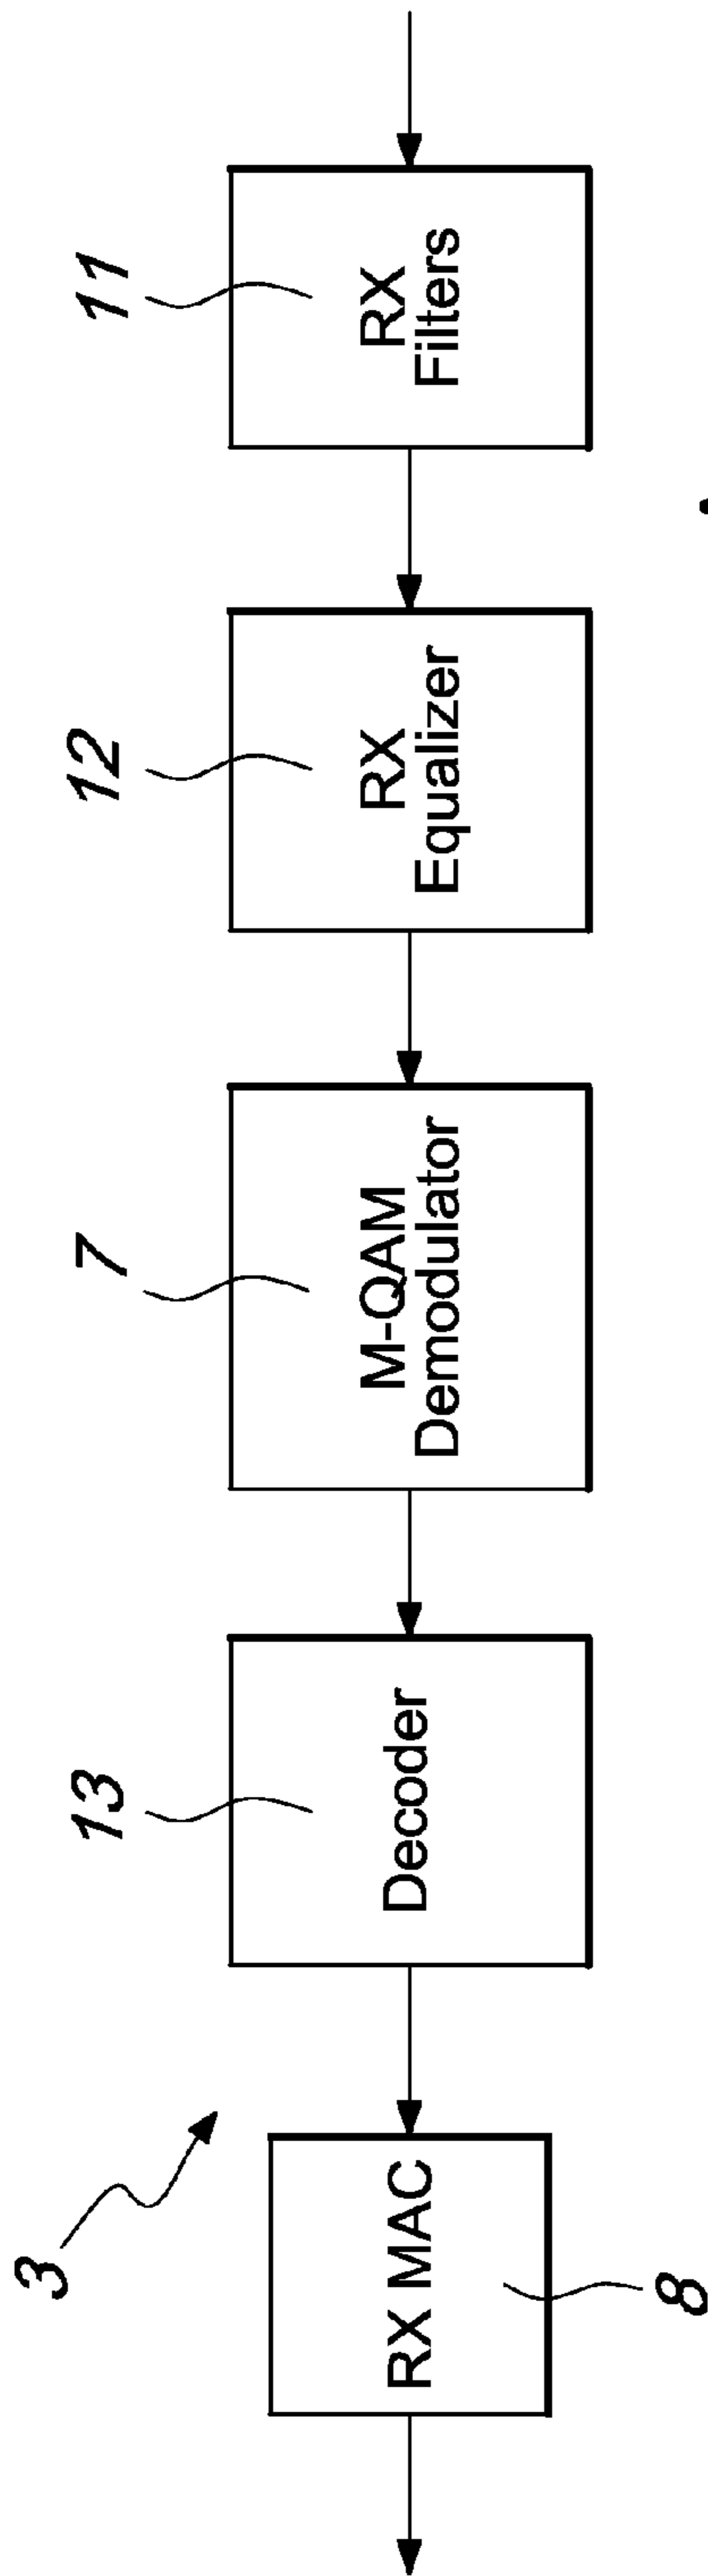 11
RX
Filters
12
RX
Equalizer
7
M-QAM
Demodulator
13
Decoder
3
RX MAC
8